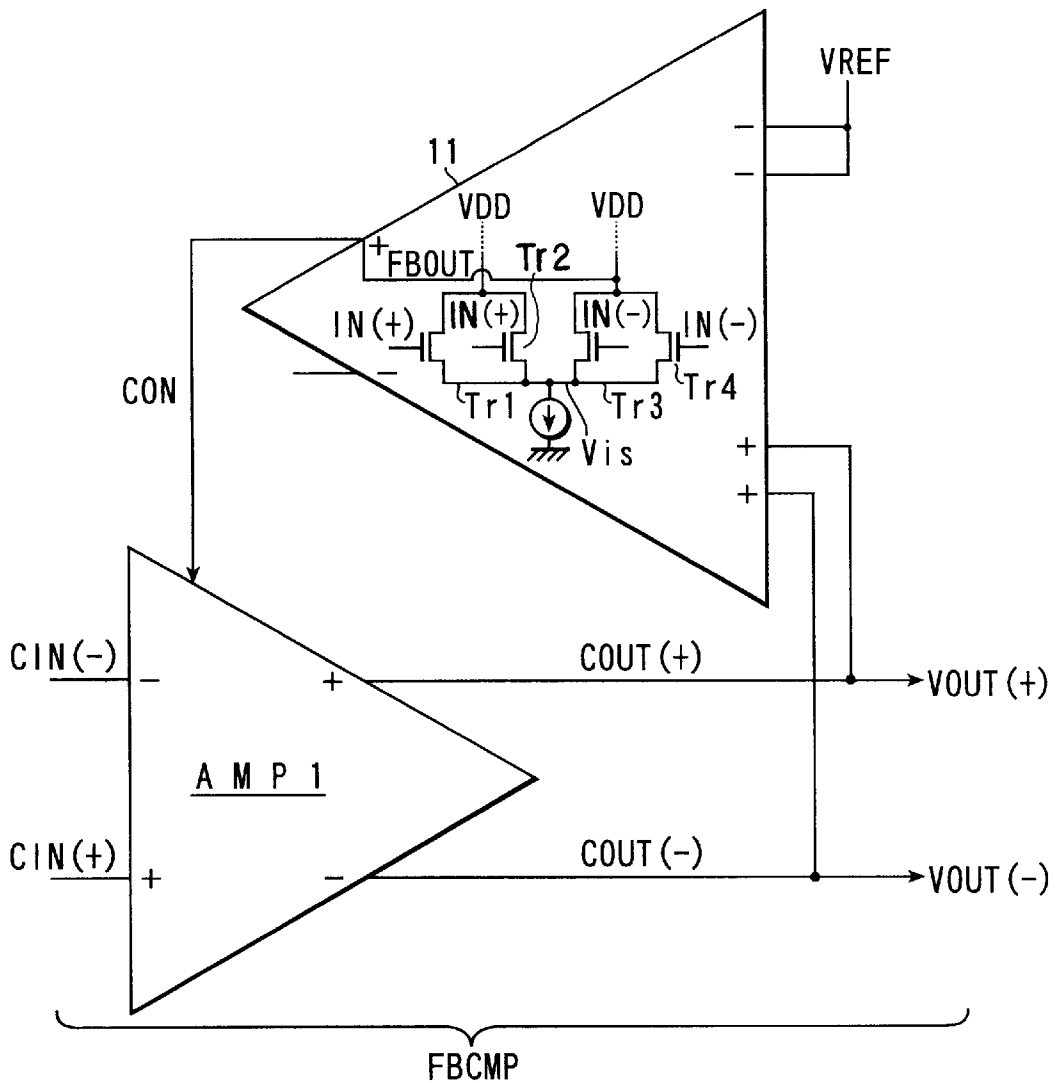 VREF
−
−
11
VDD VDD
+
FBOUT
Tr2
IN(+) IN(+) IN(−) IN(−)
CON
−
Tr1 Tr3 Tr4
Vis
+
+
CIN(−)
−
+
COUT(+)
VOUT(+)
AMP1
CIN(+)
+
−
COUT(−)
VOUT(−)
FBCMP